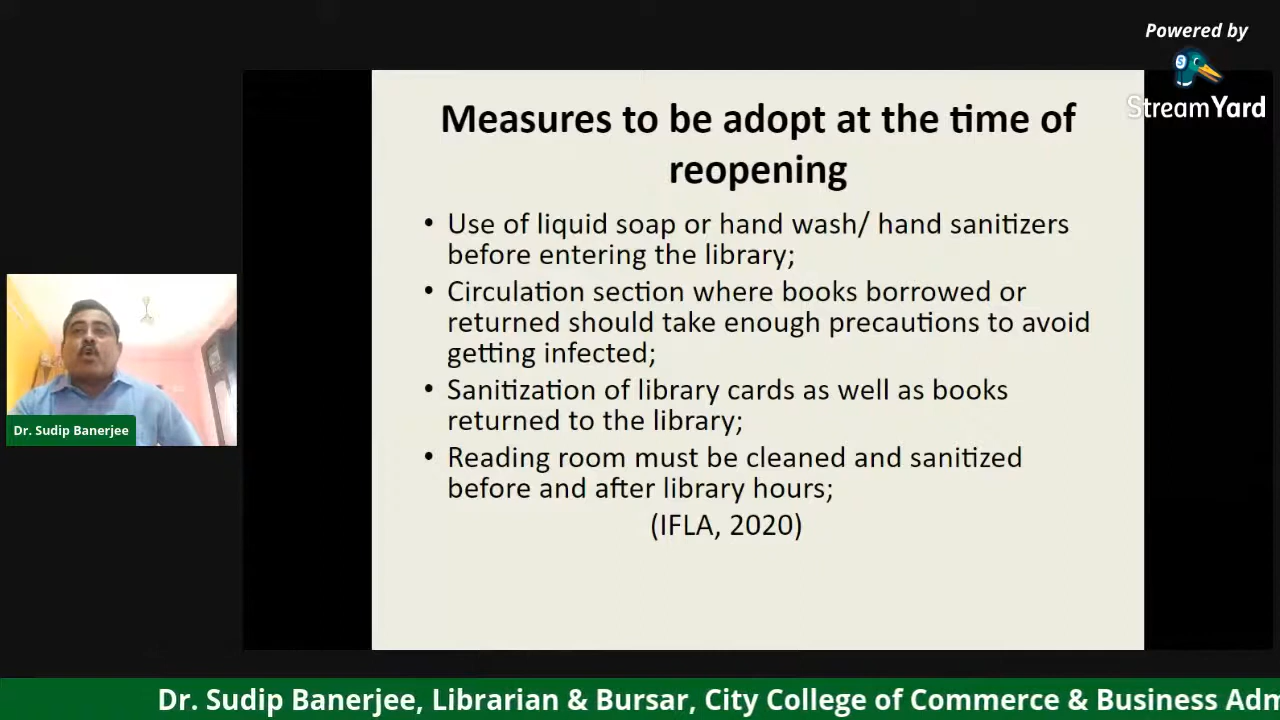 Powered by
StreamYard
Measures to be adopt at the time of
reopening
• Use of liquid soap or hand wash/ hand sanitizers
before entering the library;
• Circulation section where books borrowed or
returned should take enough precautions to avoid
getting infected;
• Sanitization of library cards as well as books
returned to the library;
• Reading room must be cleaned and sanitized
before and after library hours;
(IFLA, 2020)
Dr. Sudip Banerjee
Dr. Sudip Banerjee, Librarian & Bursar, City College of Commerce & Business Adm